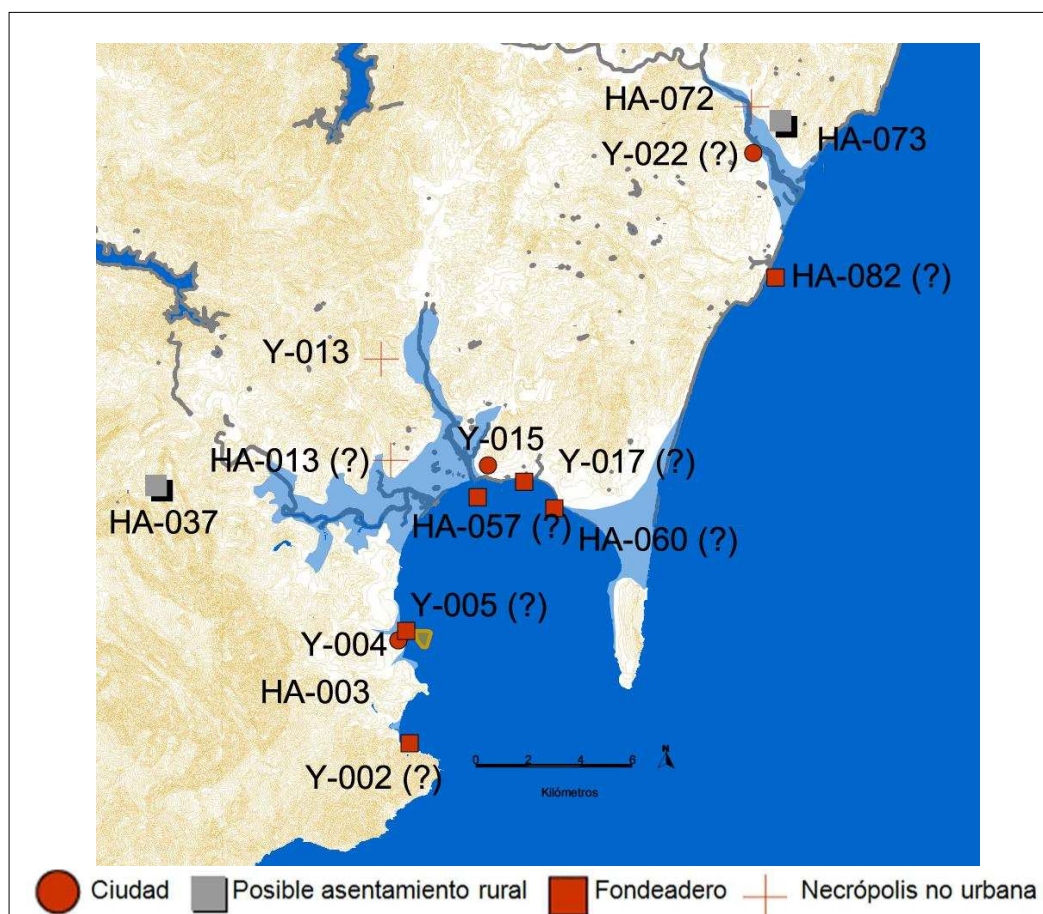 HA-072
HA-073
Y-022 (?)
HA-082 (?)
Y-013
Y-015
HA-013 (?)
Y-017 (?)
HA-037
HA-057 (?)
HA-060 (?)
Y-005 (?)
Y-004
HA-003
Y-002 (?)
0 2 4 6
N
Kilómetros
Ciudad Posible asentamiento rural Fondeadero Necrópolis no urbana